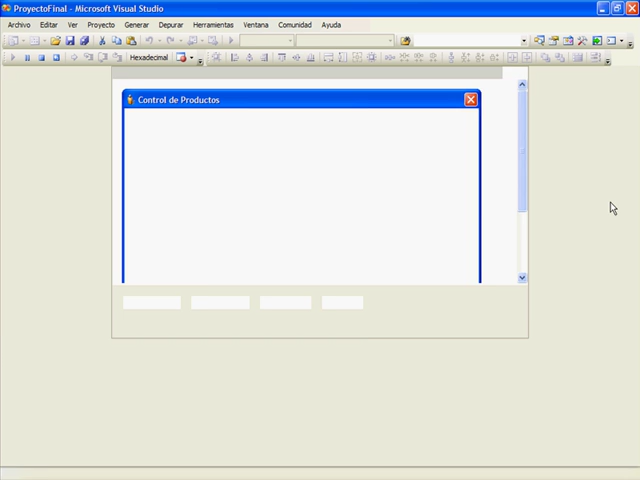 ProyectoFinal - Microsoft Visual Studio
Archivo Editar Ver Proyecto Generar Depurar Herramientas Ventana Comunidad Ayuda
Hexadecimal
Control de Productos